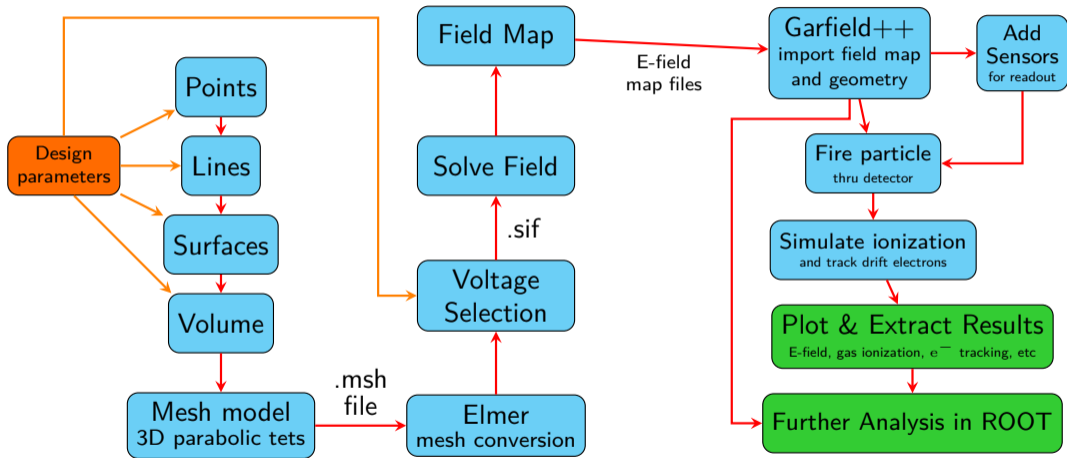 Design
parameters
Points
Lines
Surfaces
Volume
Mesh model
3D parabolic tets
.msh
file
Elmer
mesh conversion
Voltage
Selection
.sif
Solve Field
Field Map
E-field
map files
Garfield++
import field map
and geometry
Add
Sensors
for readout
Fire particle
thru detector
Simulate ionization
and track drift electrons
Plot & Extract Results
E-field, gas ionization, e⁻ tracking, etc
Further Analysis in ROOT